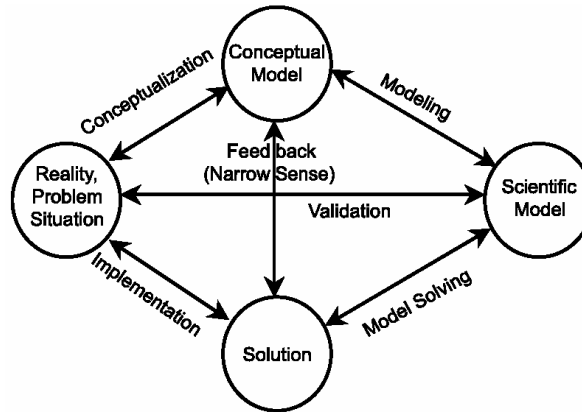 Conceptual
Model
Conceptualization
Modeling
Feed back
(Narrow Sense)
Reality,
Problem
Situation
Scientific
Model
Validation
Implementation
Model Solving
Solution